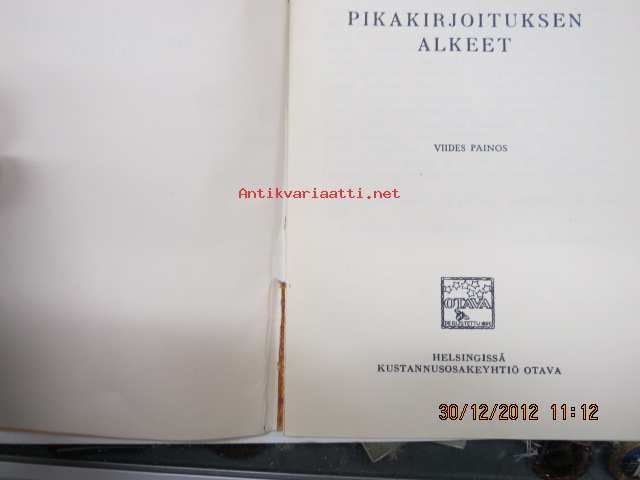 PIKAKIRJOITUKSEN
ALKEET
VIIDES PAINOS
Antikvariaatti.net
OTAVA
HELSINGISSÄ
KUSTANNUSOSAKEYHTIÖ OTAVA
30/12/2012 11:12